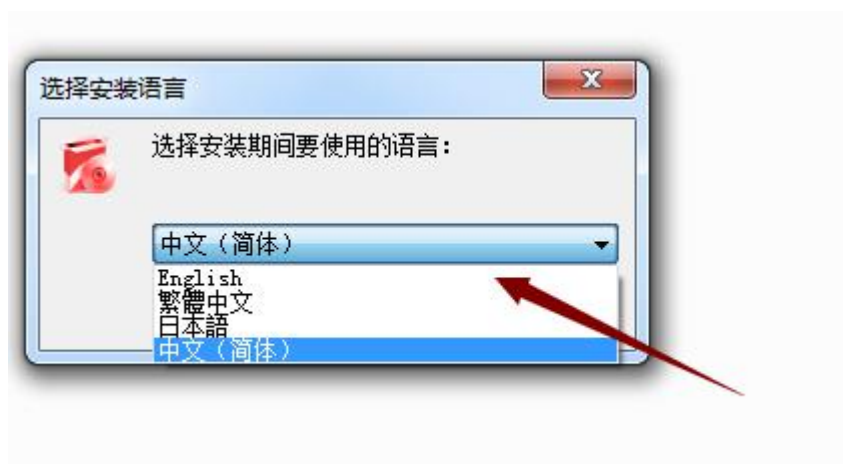 选择安装语言
选择安装期间要使用的语言：
中文（简体）
English
繁體中文
日本語
中文（简体）